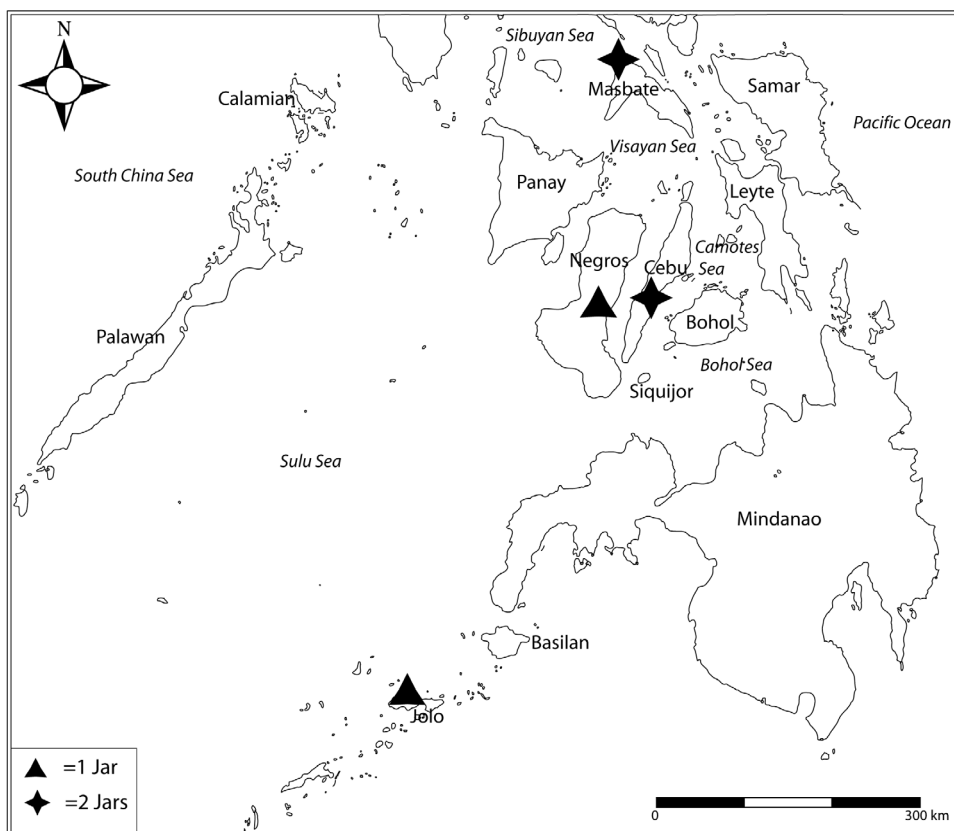 N
Sibuyan Sea
Masbate
Samar
Calamian
Pacific Ocean
Visayan Sea
South China Sea
Panay
Leyte
Negros
Cebu
Camotes
Sea
Palawan
Bohol
Bohol Sea
Siquijor
Sulu Sea
Mindanao
Basilan
Jolo
=1 Jar
=2 Jars
0
300 km